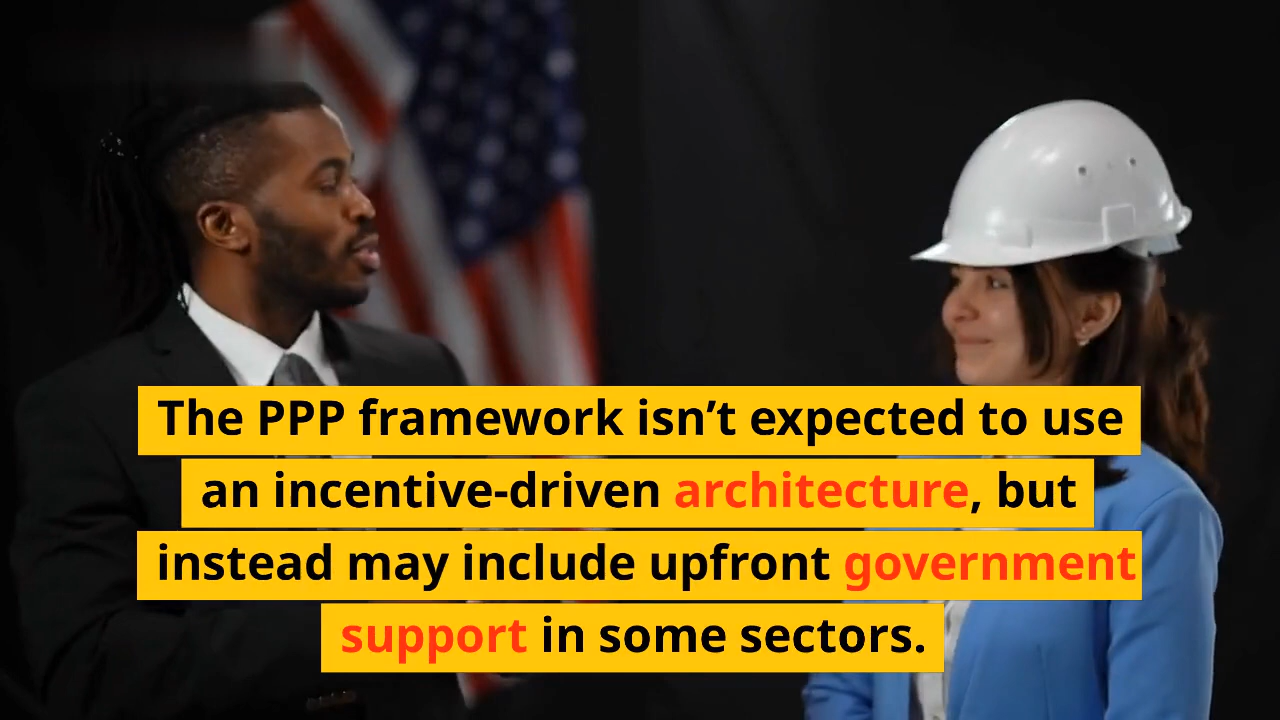 The PPP framework isn’t expected to use
an incentive-driven architecture, but
instead may include upfront government
support in some sectors.